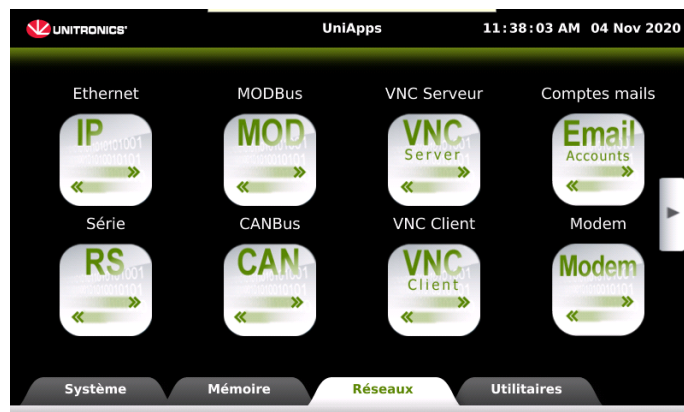 UNITRONICS®
UniApps
11:38:03 AM 04 Nov 2020
Ethernet
MODBus
VNC Serveur
Comptes mails
IP
MOD
VNC
Server
Email
Accounts
Série
CANBus
VNC Client
Modem
RS
CAN
VNC
Client
Modem
Système
Mémoire
Réseaux
Utilitaires